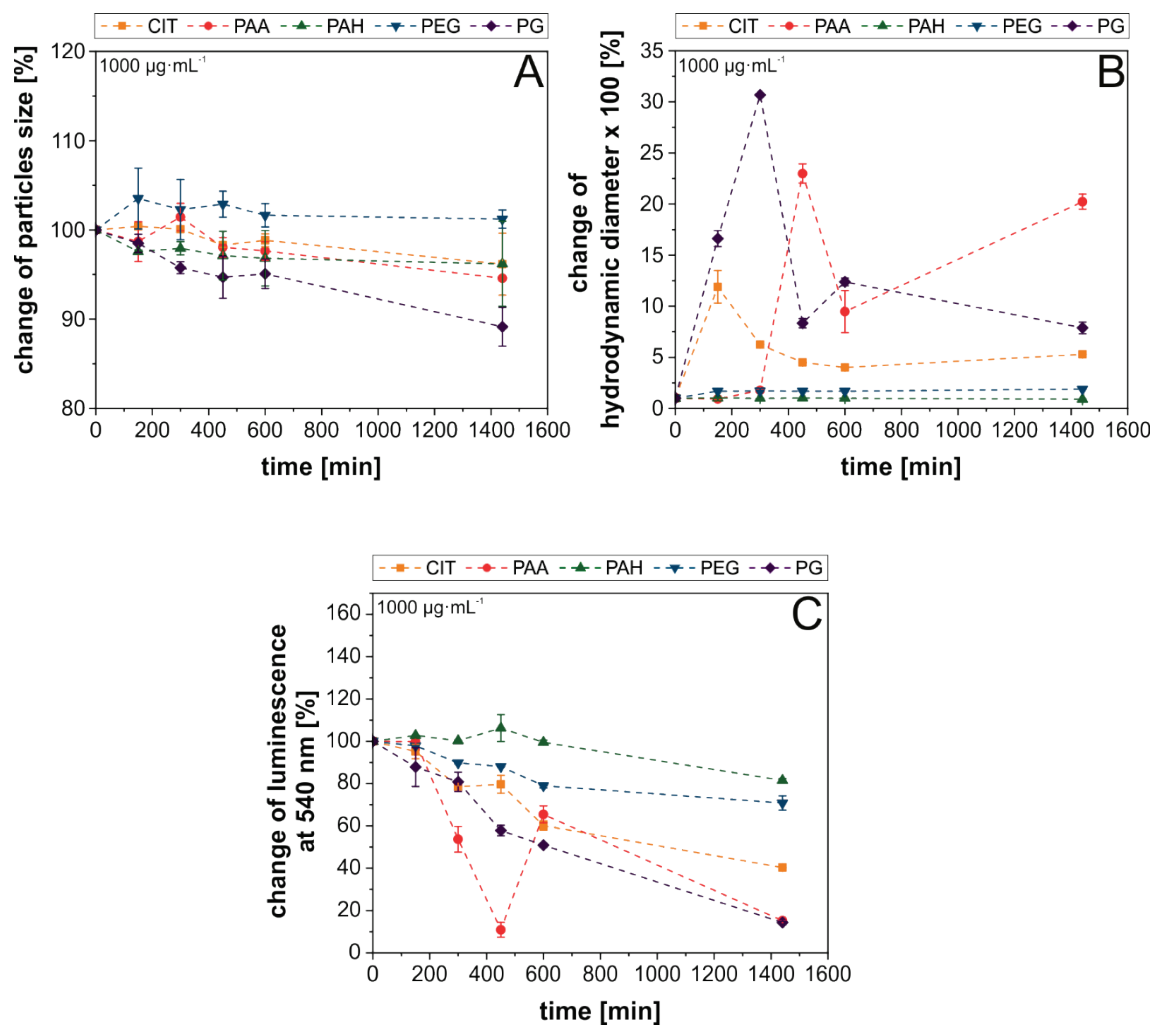 CIT PAA PAH PEG PG
1000 µg·mL⁻¹
A
120
110
100
90
80
change of particles size [%]
0 200 400 600 800 1000 1200 1400 1600
time [min]
CIT PAA PAH PEG PG
1000 µg·mL⁻¹
B
35
30
25
20
15
10
5
0
change of
hydrodynamic diameter x 100 [%]
0 200 400 600 800 1000 1200 1400 1600
time [min]
CIT PAA PAH PEG PG
1000 µg·mL⁻¹
C
160
140
120
100
80
60
40
20
0
change of luminescence
at 540 nm [%]
0 200 400 600 800 1000 1200 1400 1600
time [min]